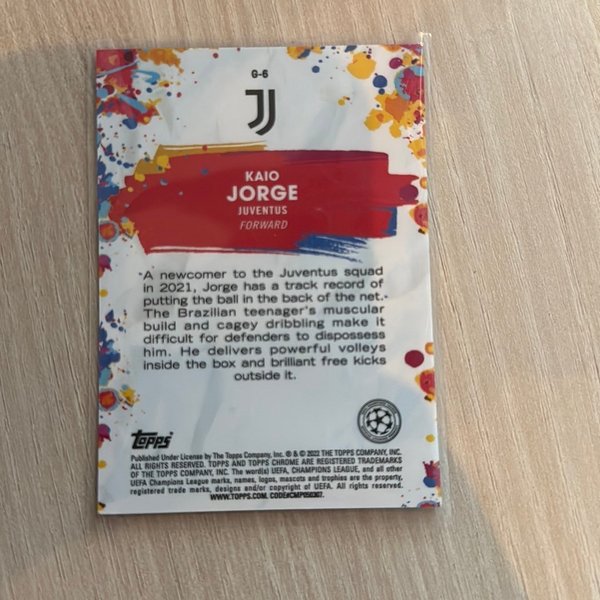 G-6
KAIO
JORGE
JUVENTUS
FORWARD
A newcomer to the Juventus squad
in 2021, Jorge has a track record of
putting the ball in the back of the net.
The Brazilian teenager's muscular
build and cagey dribbling make it
difficult for defenders to dispossess
him. He delivers powerful volleys
inside the box and brilliant free kicks
outside it.
Topps
Published Under License by The Topps Company, Inc. ® & © 2022 THE TOPPS COMPANY, INC.
ALL RIGHTS RESERVED. TOPPS AND TOPPS CHROME ARE REGISTERED TRADEMARKS
OF THE TOPPS COMPANY, INC. The word(s) UEFA, CHAMPIONS LEAGUE, and all other
UEFA Champions League marks, names, logos, mascots and trophies are the property,
registered trade marks, designs and/or copyright of UEFA. All rights reserved.
WWW.TOPPS.COM. CODE#CMP050307.